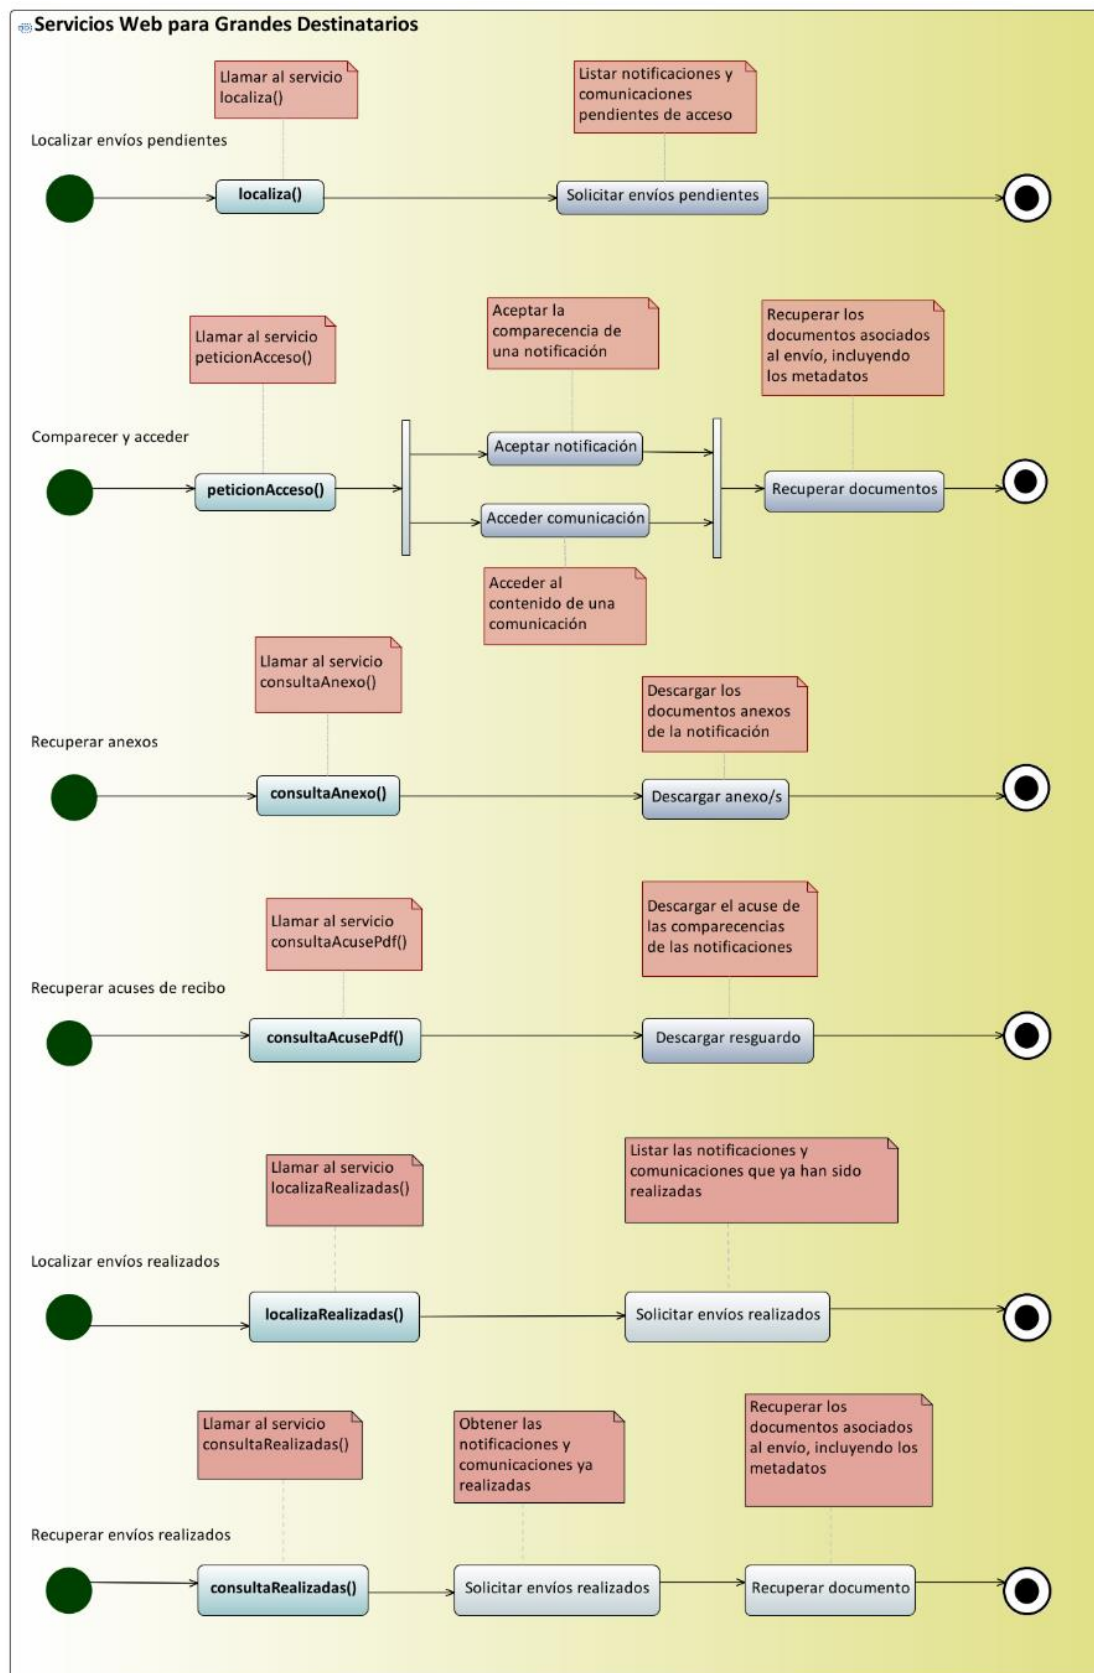 Servicios Web para Grandes Destinatarios
Llamar al servicio
localiza()
Listar notificaciones y
comunicaciones
pendientes de acceso
Localizar envíos pendientes
localiza()
Solicitar envíos pendientes
Llamar al servicio
peticionAcceso()
Aceptar la
comparecencia de
una notificación
Recuperar los
documentos asociados
al envío, incluyendo
los metadatos
Comparecer y acceder
peticionAcceso()
Aceptar notificación
Acceder comunicación
Recuperar documentos
Acceder al
contenido de una
comunicación
Llamar al servicio
consultaAnexo()
Descargar los
documentos anexos
de la notificación
Recuperar anexos
consultaAnexo()
Descargar anexo/s
Llamar al servicio
consultaAcusePdf()
Descargar el acuse de
las comparecencias
de las notificaciones
Recuperar acuses de recibo
consultaAcusePdf()
Descargar resguardo
Llamar al servicio
localizaRealizadas()
Listar las notificaciones y
comunicaciones que ya han sido
realizadas
Localizar envíos realizados
localizaRealizadas()
Solicitar envíos realizados
Llamar al servicio
consultaRealizadas()
Obtener las
notificaciones y
comunicaciones ya
realizadas
Recuperar los
documentos asociados
al envío, incluyendo los
metadatos
Recuperar envíos realizados
consultaRealizadas()
Solicitar envíos realizados
Recuperar documento